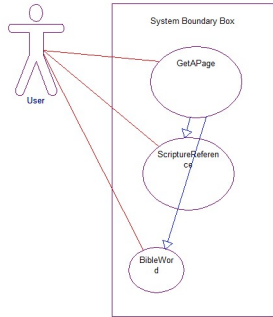 System Boundary Box
GetAPage
User
ScriptureReferen
ce
BibleWor
d